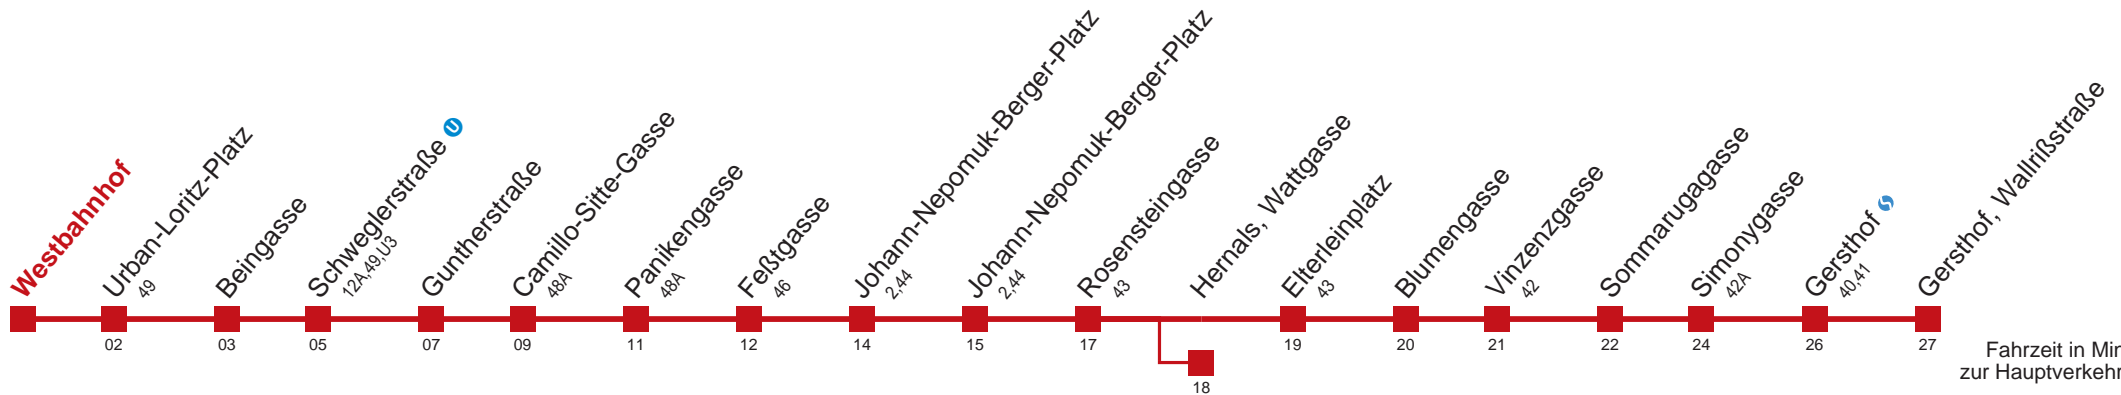 Westbahnhof
Urban-Loritz-Platz
49
Beingasse
Schweglerstraße U
12A,49,U3
Guntherstraße
Camillo-Sitte-Gasse
48A
Panikengasse
48A
Feßtgasse
46
Johann-Nepomuk-Berger-Platz
2,44
Johann-Nepomuk-Berger-Platz
2,44
Rosensteingasse
43
Hernals, Wattgasse
Elterleinplatz
43
Blumengasse
Vinzenzgasse
42
Sommarugagasse
Simonygasse
42A
Gersthof S
40,41
Gersthof, Wallrißstraße
02
03
05
07
09
11
12
14
15
17
18
19
20
21
22
24
26
27
Fahrzeit in Min
zur Hauptverkehr